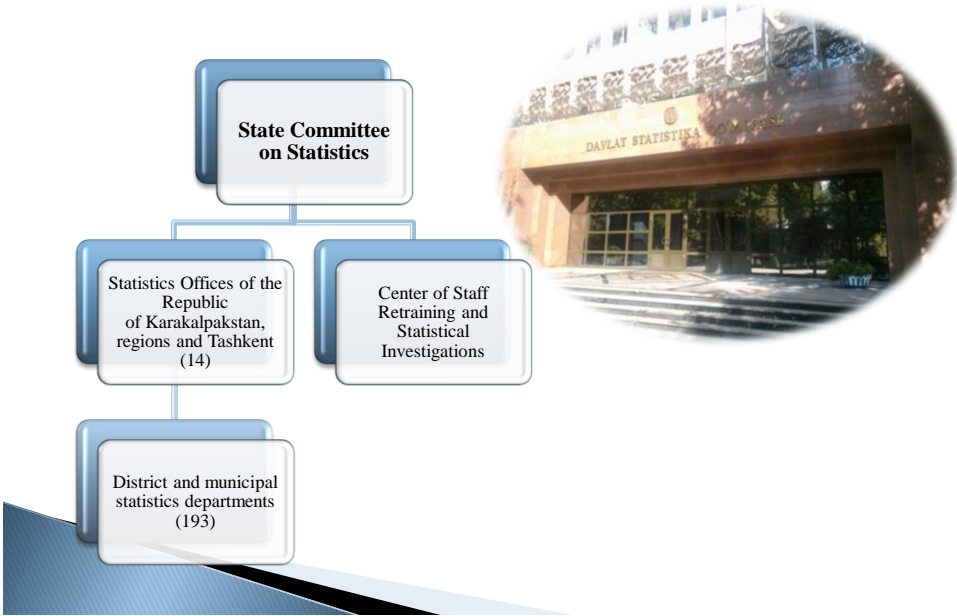 State Committee
on Statistics
DAVLAT STATISTIKA
Statistics Offices of the
Republic
of Karakalpakstan,
regions and Tashkent
(14)
Center of Staff
Retraining and
Statistical
Investigations
District and municipal
statistics departments
(193)